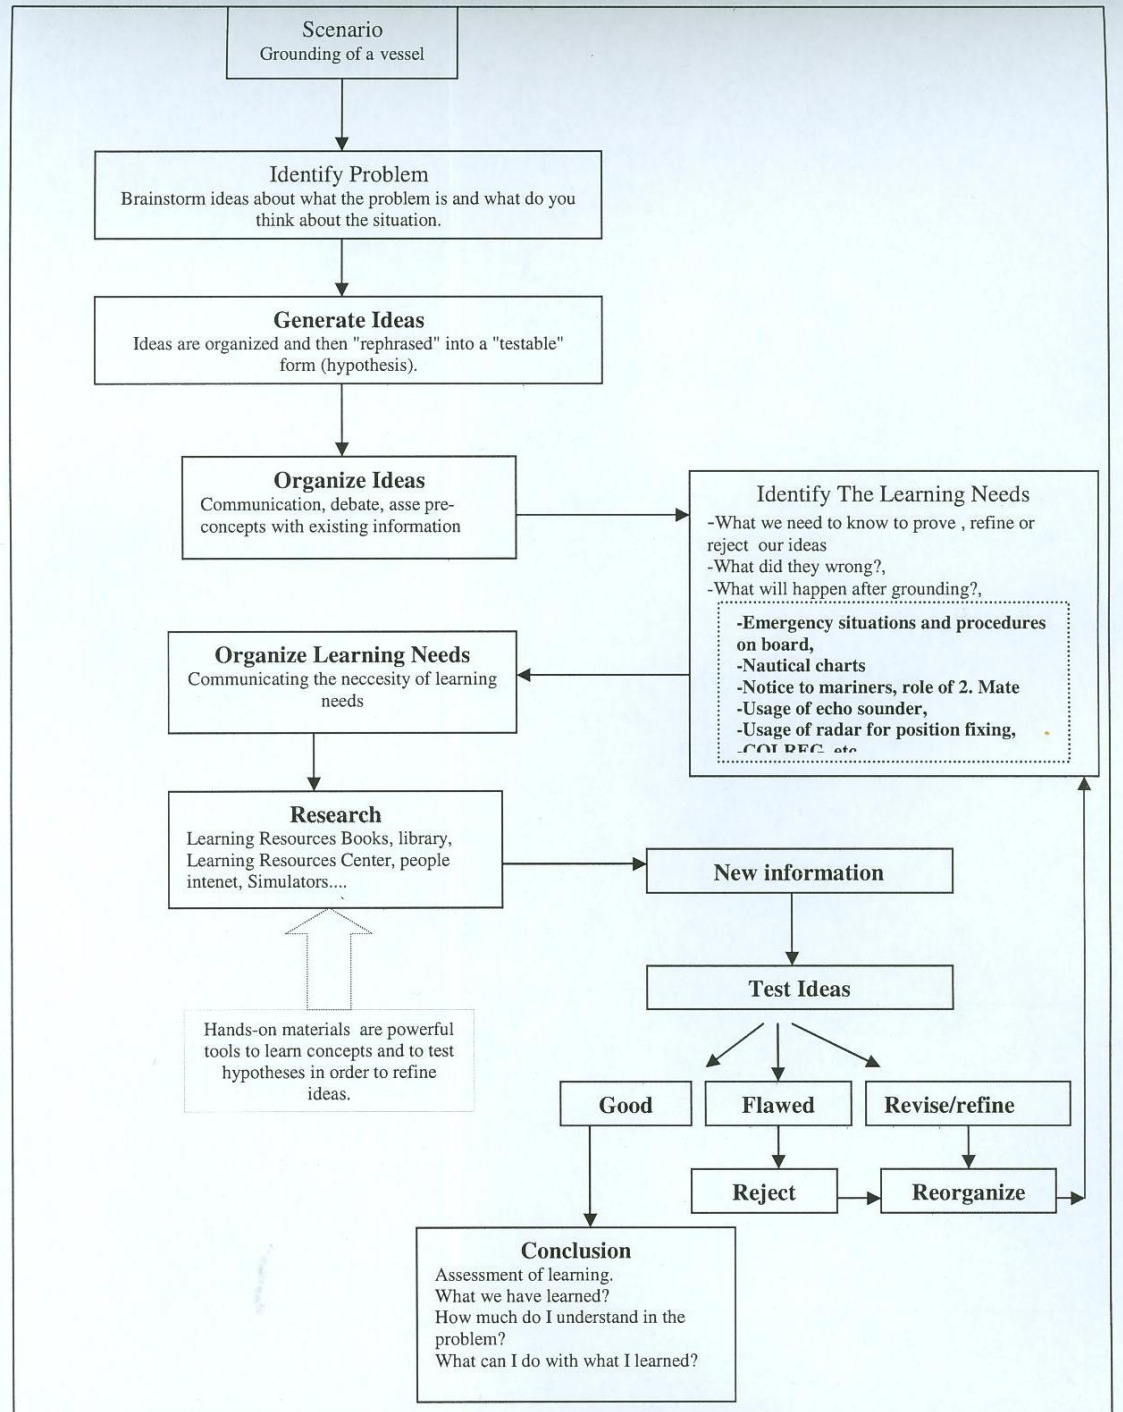 Scenario
Grounding of a vessel
Identify Problem
Brainstorm ideas about what the problem is and what do you
think about the situation.
Generate Ideas
Ideas are organized and then "rephrased" into a "testable"
form (hypothesis).
Organize Ideas
Communication, debate, asse pre-
concepts with existing information
Identify The Learning Needs
-What we need to know to prove , refine or
reject our ideas
-What did they wrong?,
-What will happen after grounding?,
-Emergency situations and procedures
on board,
-Nautical charts
-Notice to mariners, role of 2. Mate
-Usage of echo sounder,
-Usage of radar for position fixing,
-COLREG, etc
Organize Learning Needs
Communicating the neccesity of learning
needs
Research
Learning Resources Books, library,
Learning Resources Center, people
intenet, Simulators....
New information
Test Ideas
Hands-on materials are powerful
tools to learn concepts and to test
hypotheses in order to refine
ideas.
Good
Flawed
Revise/refine
Reject
Reorganize
Conclusion
Assessment of learning.
What we have learned?
How much do I understand in the
problem?
What can I do with what I learned?